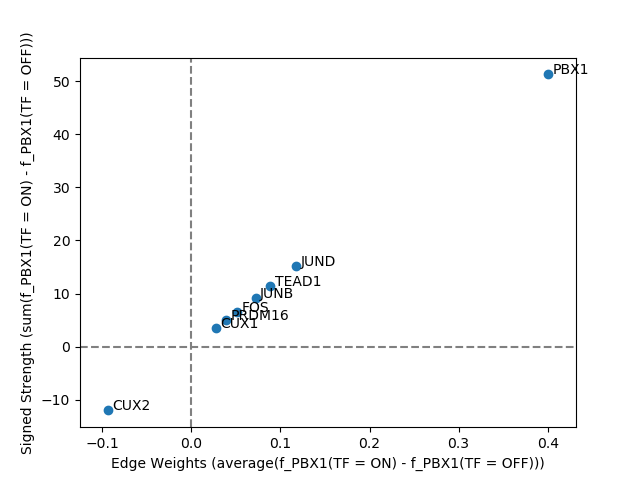 Signed Strength (sum(f_PBX1(TF = ON) - f_PBX1(TF = OFF)))
50
40
30
20
10
0
−10
PBX1
JUND
TEAD1
JUNB
FOS
PRDM16
CUX1
CUX2
−0.1
0.0
0.1
0.2
0.3
0.4
Edge Weights (average(f_PBX1(TF = ON) - f_PBX1(TF = OFF)))